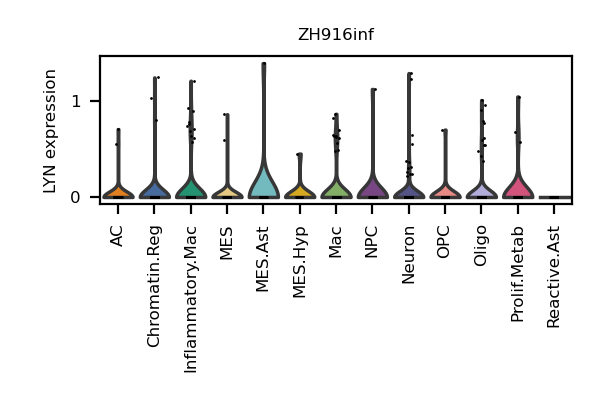 ZH916inf
LYN expression
1
0
AC
Chromatin.Reg
Inflammatory.Mac
MES
MES.Ast
MES.Hyp
Mac
NPC
Neuron
OPC
Oligo
Prolif.Metab
Reactive.Ast